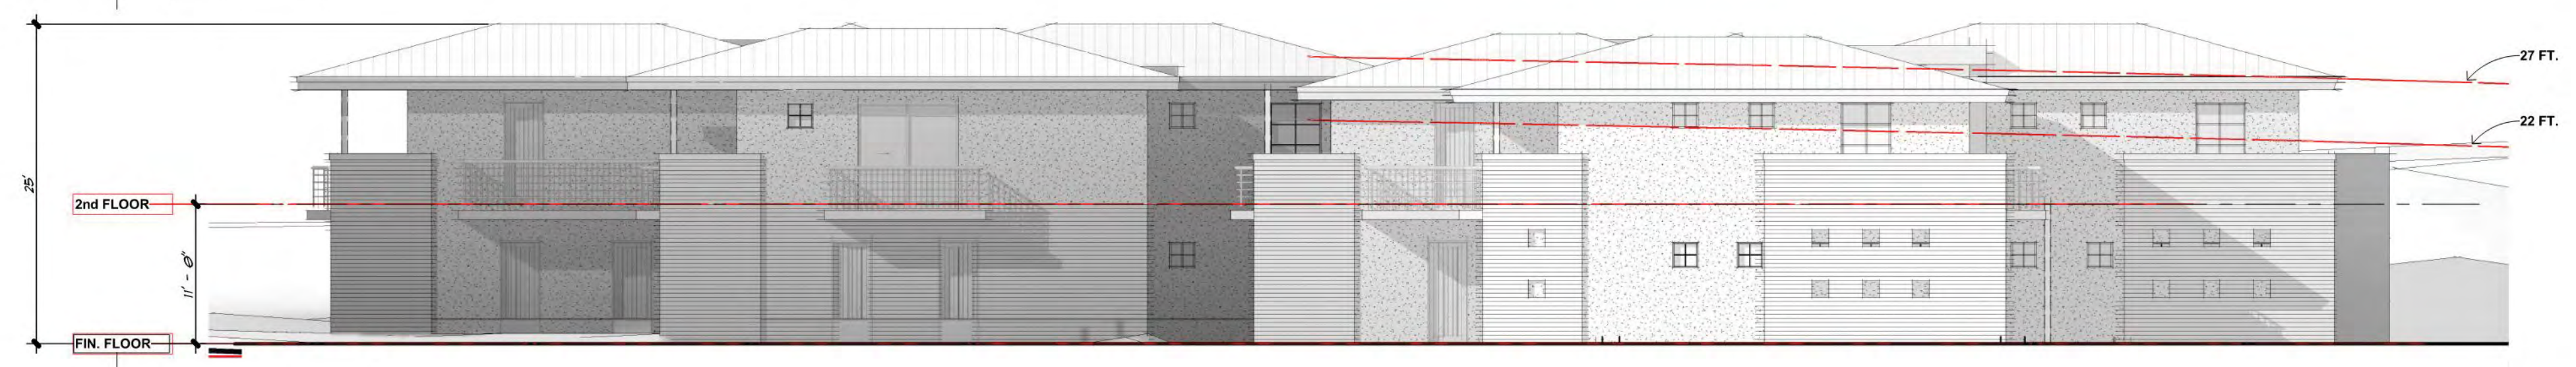 27 FT.
22 FT.
25'
2nd FLOOR
11' - 0"
FIN. FLOOR